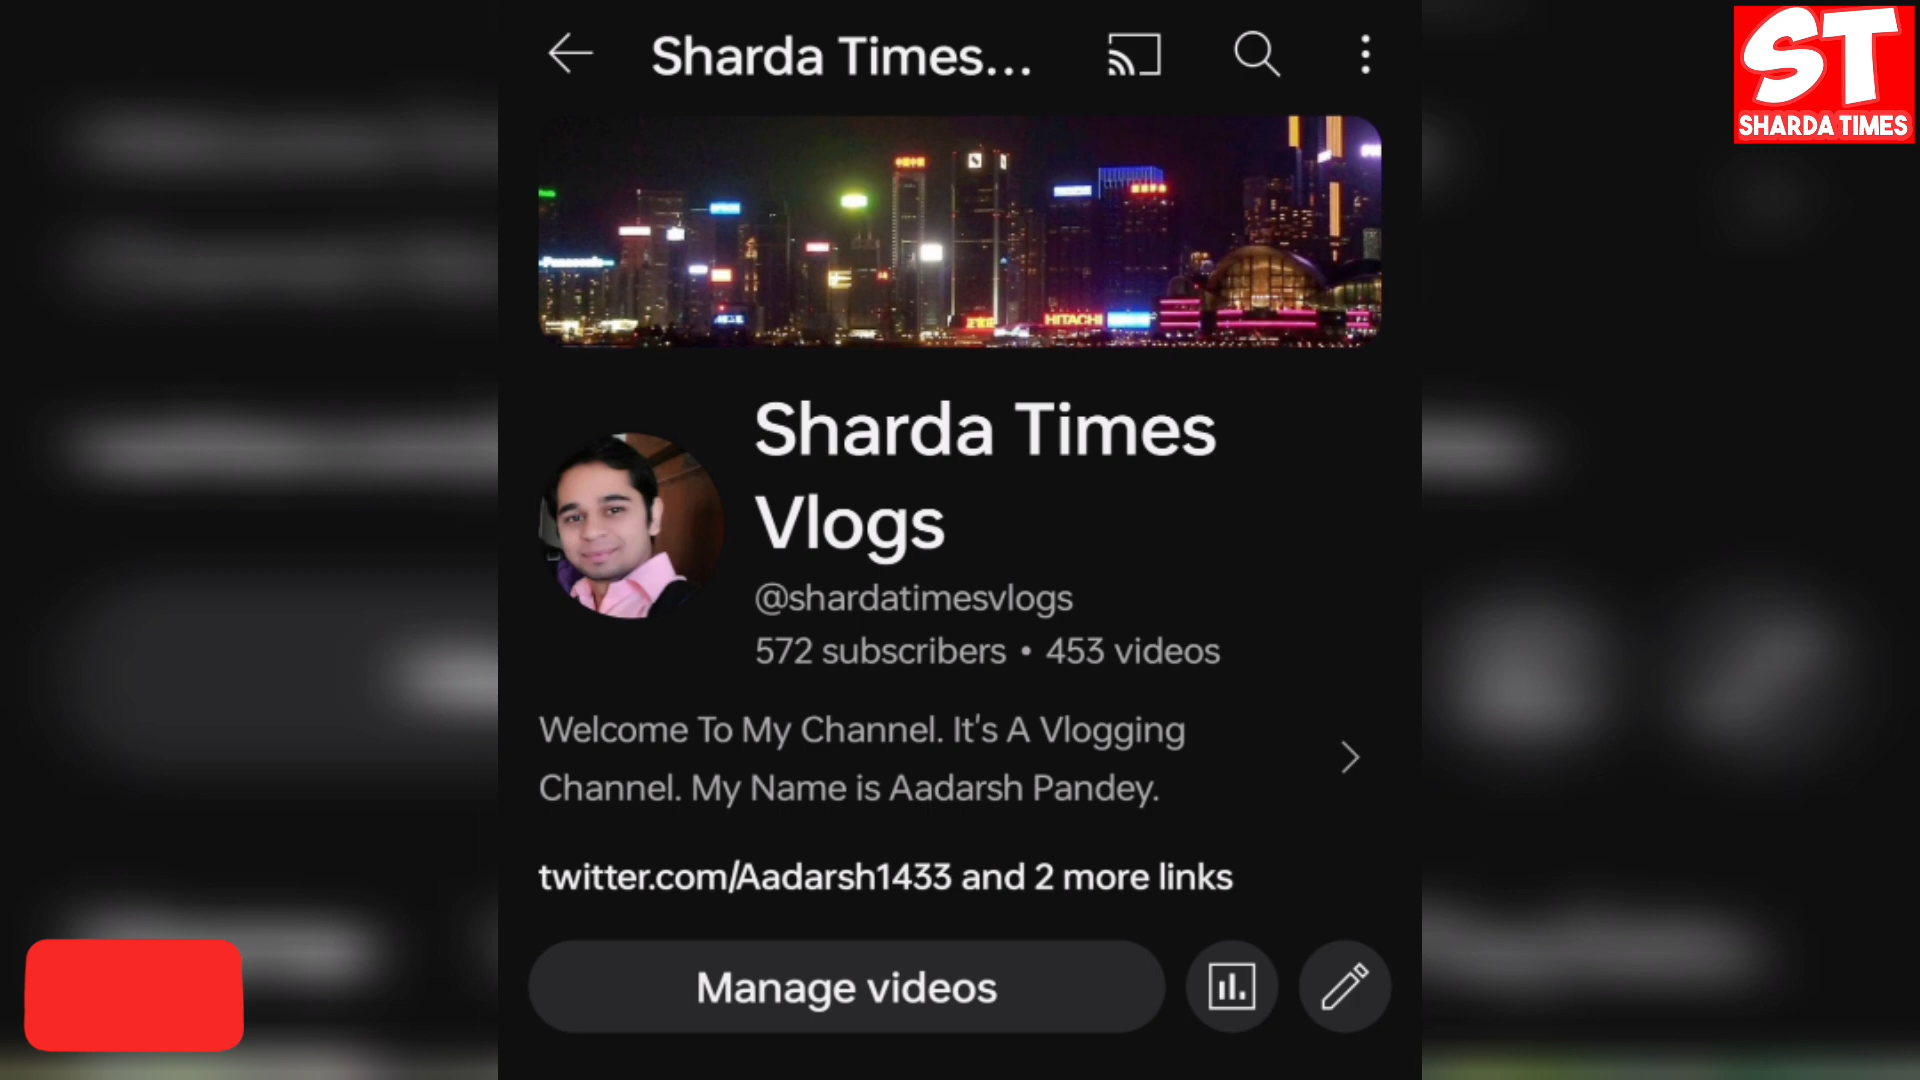 Sharda Times...
ST
SHARDA TIMES
Panasonic
HITACHI
Sharda Times
Vlogs
@shardatimesvlogs
572 subscribers • 453 videos
Welcome To My Channel. It's A Vlogging
Channel. My Name is Aadarsh Pandey.
twitter.com/Aadarsh1433 and 2 more links
Manage videos